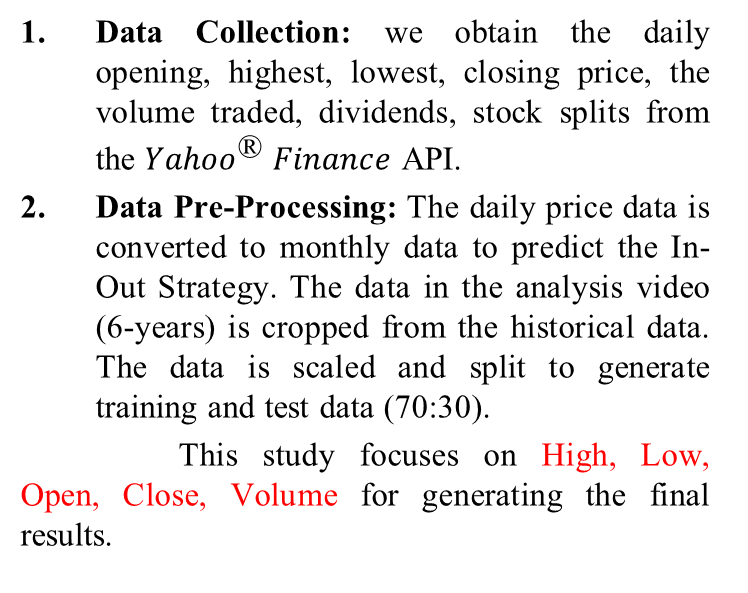 1. Data Collection: we obtain the daily
opening, highest, lowest, closing price, the
volume traded, dividends, stock splits from
the Yahoo® Finance API.
2. Data Pre-Processing: The daily price data is
converted to monthly data to predict the In-
Out Strategy. The data in the analysis video
(6-years) is cropped from the historical data.
The data is scaled and split to generate
training and test data (70:30).
This study focuses on High, Low,
Open, Close, Volume for generating the final
results.